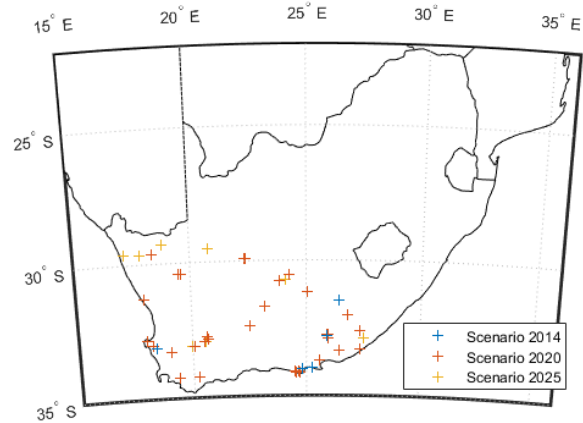 15° E
20° E
25° E
30° E
35° E
25° S
30° S
35° S
Scenario 2014
Scenario 2020
Scenario 2025